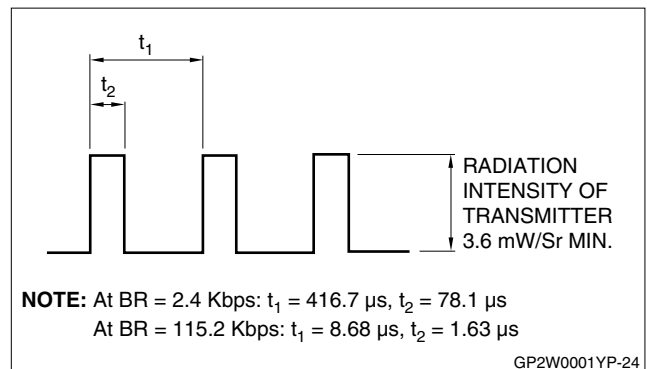 t1
t2
RADIATION
INTENSITY OF
TRANSMITTER
3.6 mW/Sr MIN.
NOTE: At BR = 2.4 Kbps: t1 = 416.7 µs, t2 = 78.1 µs
At BR = 115.2 Kbps: t1 = 8.68 µs, t2 = 1.63 µs
GP2W0001YP-24